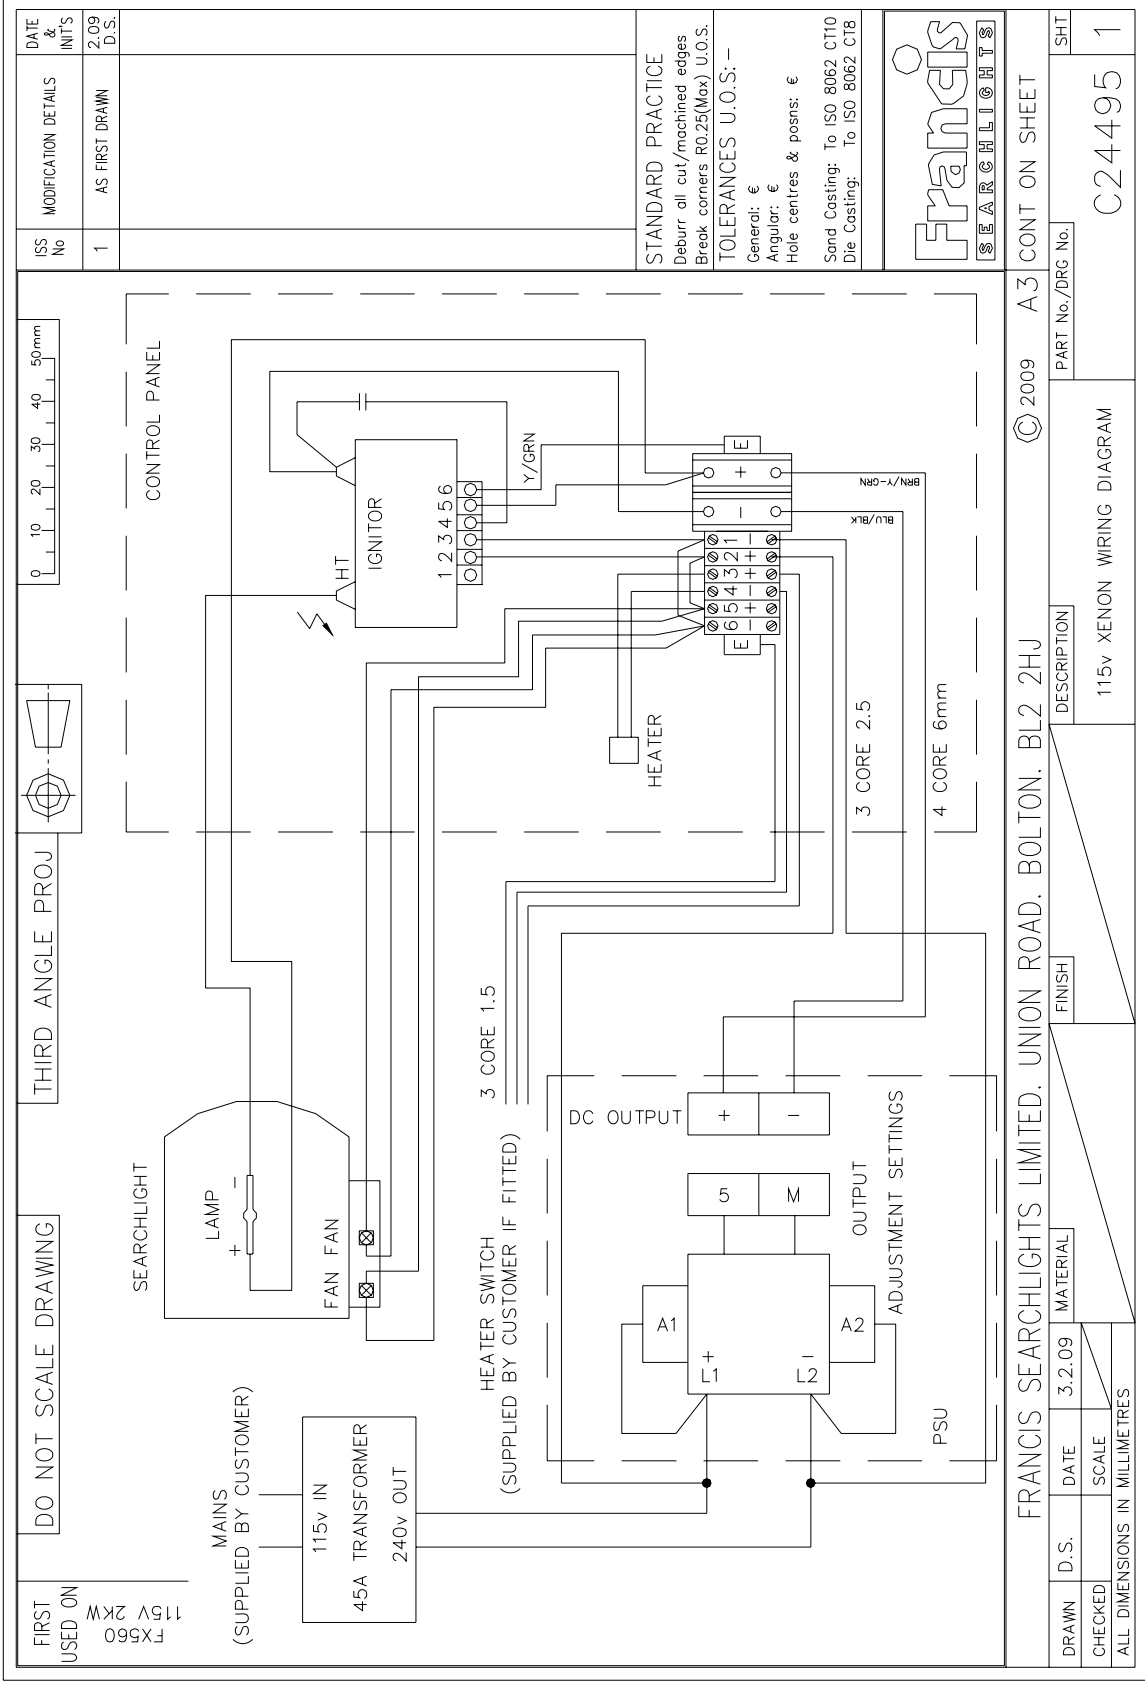 FIRST
USED ON
FX560
115V 2KW
DO NOT SCALE DRAWING
THIRD ANGLE PROJ
0 10 20 30 40 50mm
ISS
No
MODIFICATION DETAILS
DATE
&
INIT'S
1
AS FIRST DRAWN
2.09
D.S.
STANDARD PRACTICE
Deburr all cut/machined edges
Break corners R0.25(Max) U.O.S.
TOLERANCES U.O.S: -
General: €
Angular: €
Hole centres & posns: €
Sand Casting: To ISO 8062 CT10
Die Casting: To ISO 8062 CT8
Francis
SEARCHLIGHTS
MAINS
(SUPPLIED BY CUSTOMER)
115v IN
45A TRANSFORMER
240v OUT
SEARCHLIGHT
LAMP
+ -
FAN FAN
HEATER SWITCH
(SUPPLIED BY CUSTOMER IF FITTED)
3 CORE 1.5
CONTROL PANEL
HT
IGNITOR
1 2 3 4 5 6
Y/GRN
HEATER
E 6 5 4 3 2 1 - + E
- + - + + -
BLU/BLK
BRN/Y-GRN
3 CORE 2.5
4 CORE 6mm
DC OUTPUT
+
-
5
M
OUTPUT
ADJUSTMENT SETTINGS
A1
A2
+
L1
-
L2
PSU
FRANCIS SEARCHLIGHTS LIMITED. UNION ROAD. BOLTON. BL2 2HJ
© 2009
A3
CONT ON SHEET
DRAWN
D.S.
DATE
3.2.09
CHECKED
SCALE
ALL DIMENSIONS IN MILLIMETRES
MATERIAL
FINISH
DESCRIPTION
115v XENON WIRING DIAGRAM
PART No./DRG No.
C24495
SHT
1